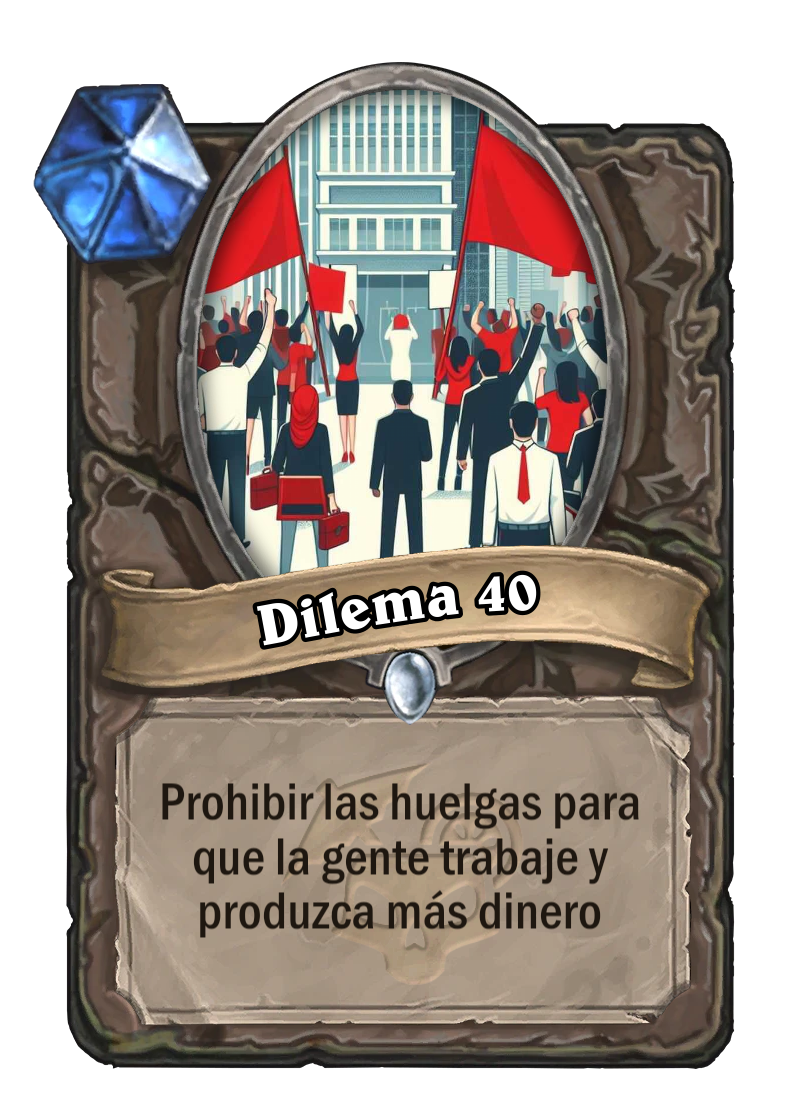 Dilema 40
Prohibir las huelgas para
que la gente trabaje y
produzca más dinero